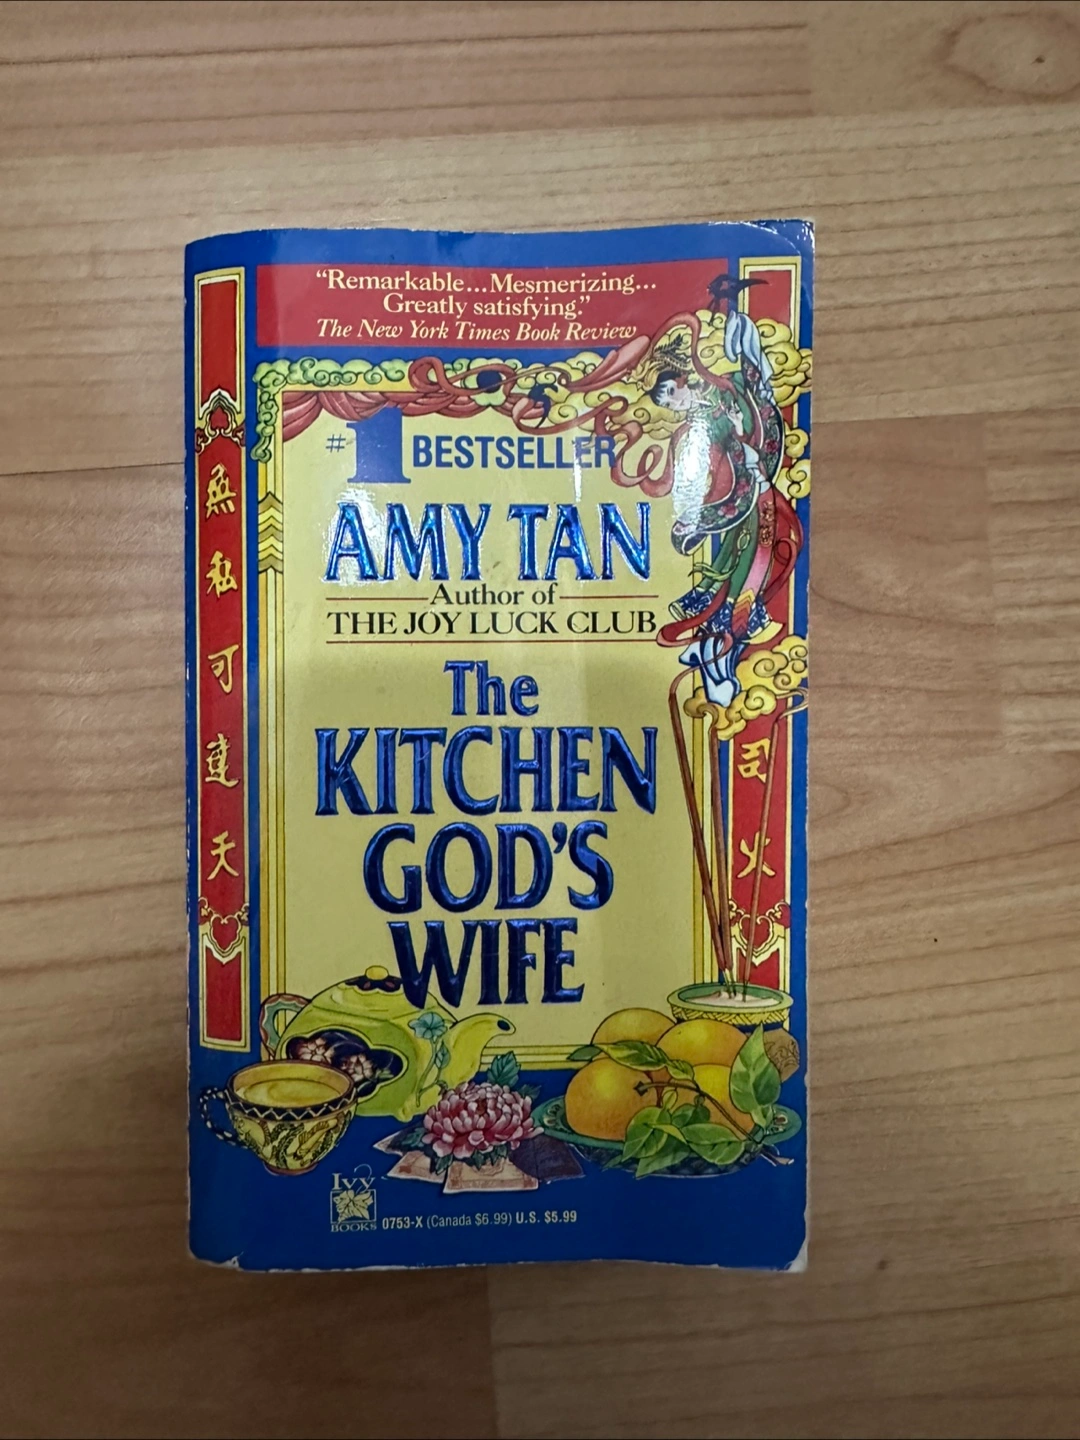 “Remarkable...Mesmerizing...
Greatly satisfying.”
The New York Times Book Review
#1 BESTSELLER
AMY TAN
Author of
THE JOY LUCK CLUB
The
KITCHEN
GOD'S
WIFE
無
私
可
達
天
司
火
Ivy
BOOKS 0753-X (Canada $6.99) U.S. $5.99